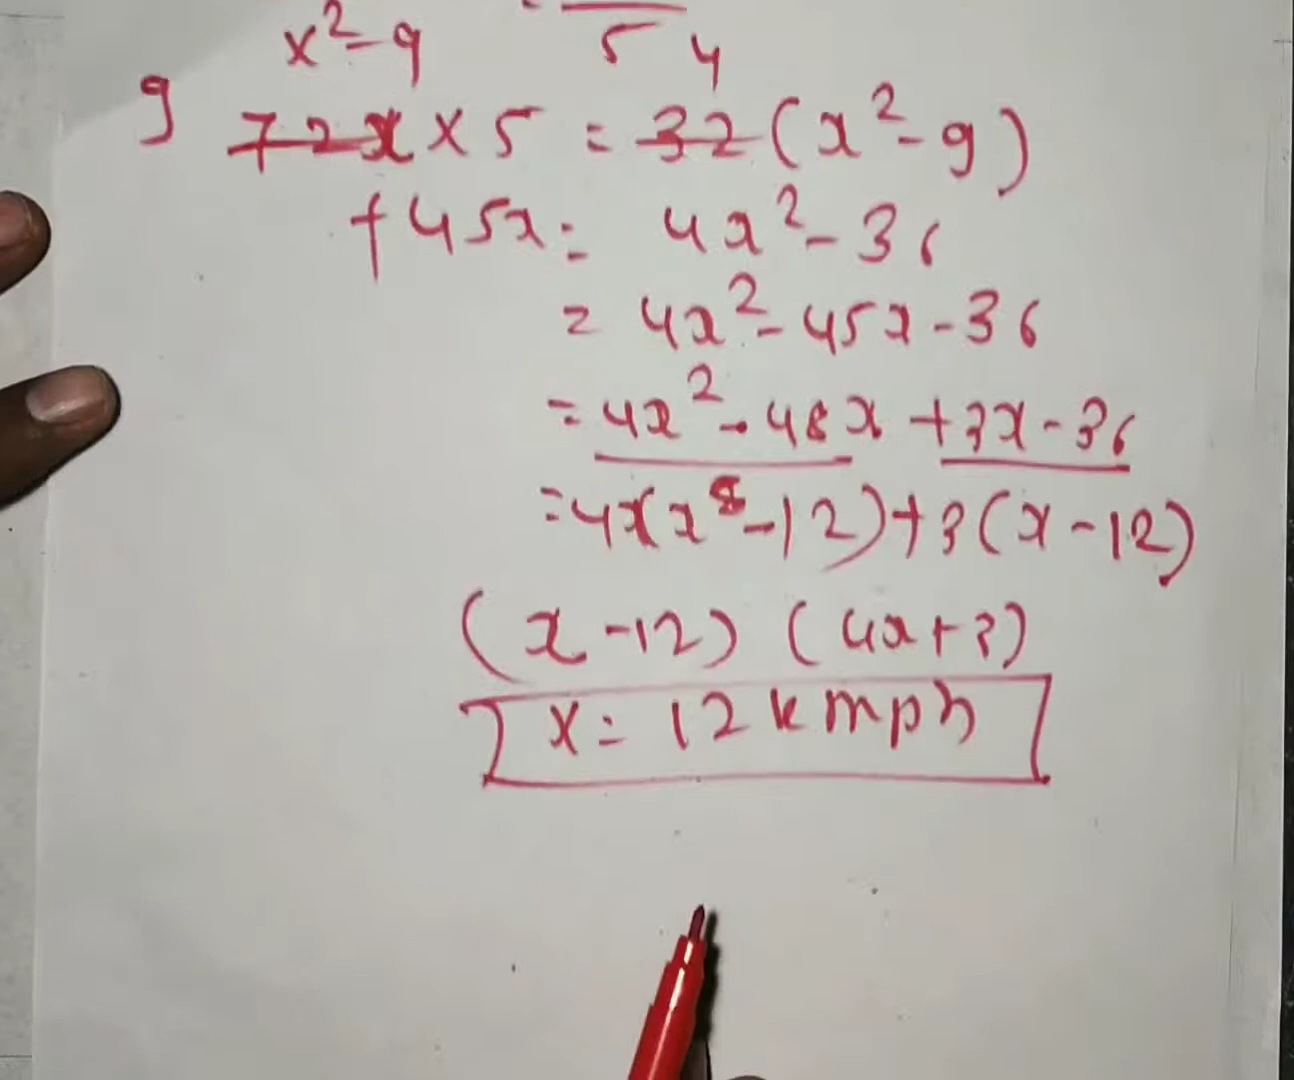 x²-9 5 4
9 72x × 5 = 32(x²-9)
+45x = 4x²-36
= 4x²-45x-36
= 4x²-48x+3x-36
= 4x(x-12)+3(x-12)
(x-12) (4x+3)
x = 12 kmph